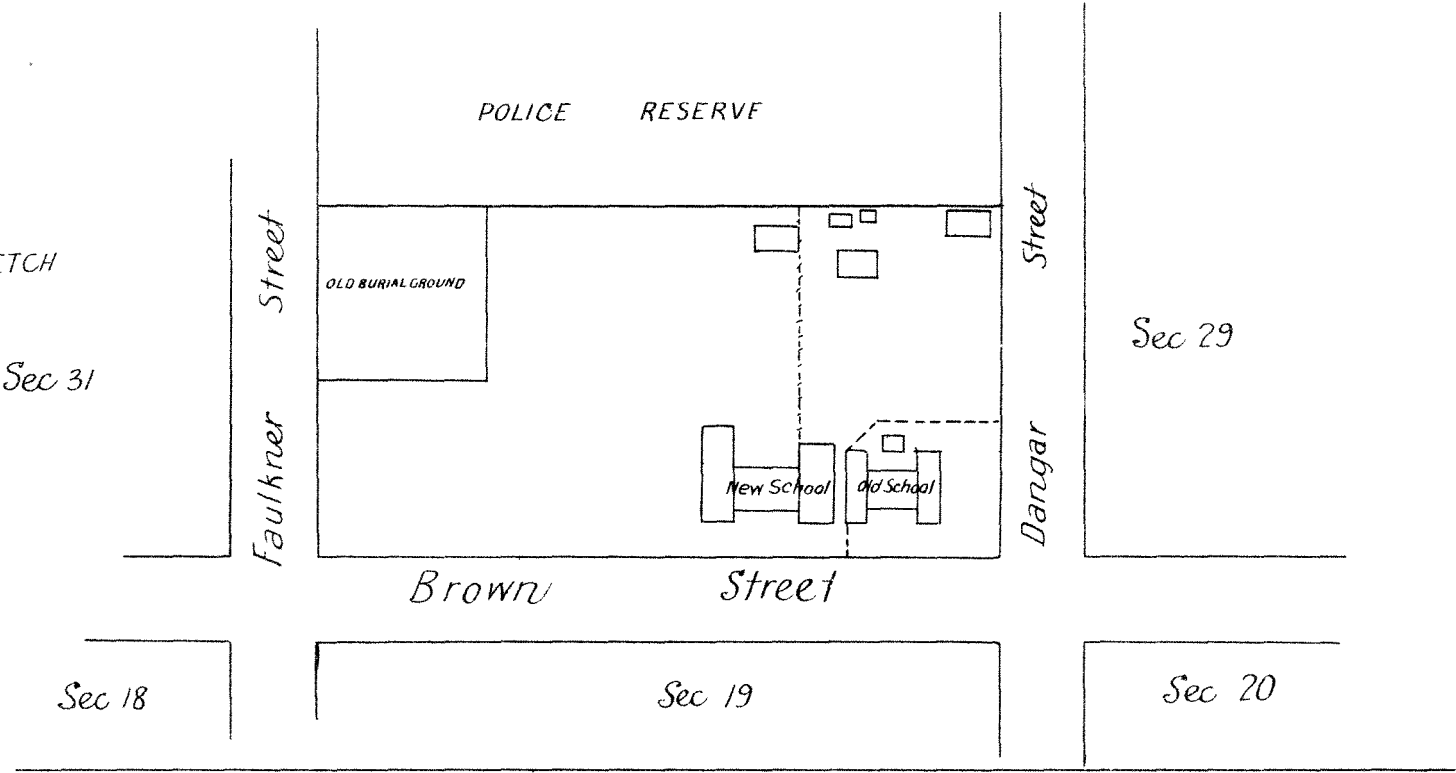 POLICE RESERVE
Street
Street
ETCH
OLD BURIAL GROUND
Sec 29
Sec 31
Faulkner
Dangar
New School
Old School
Brown Street
Sec 18
Sec 19
Sec 20